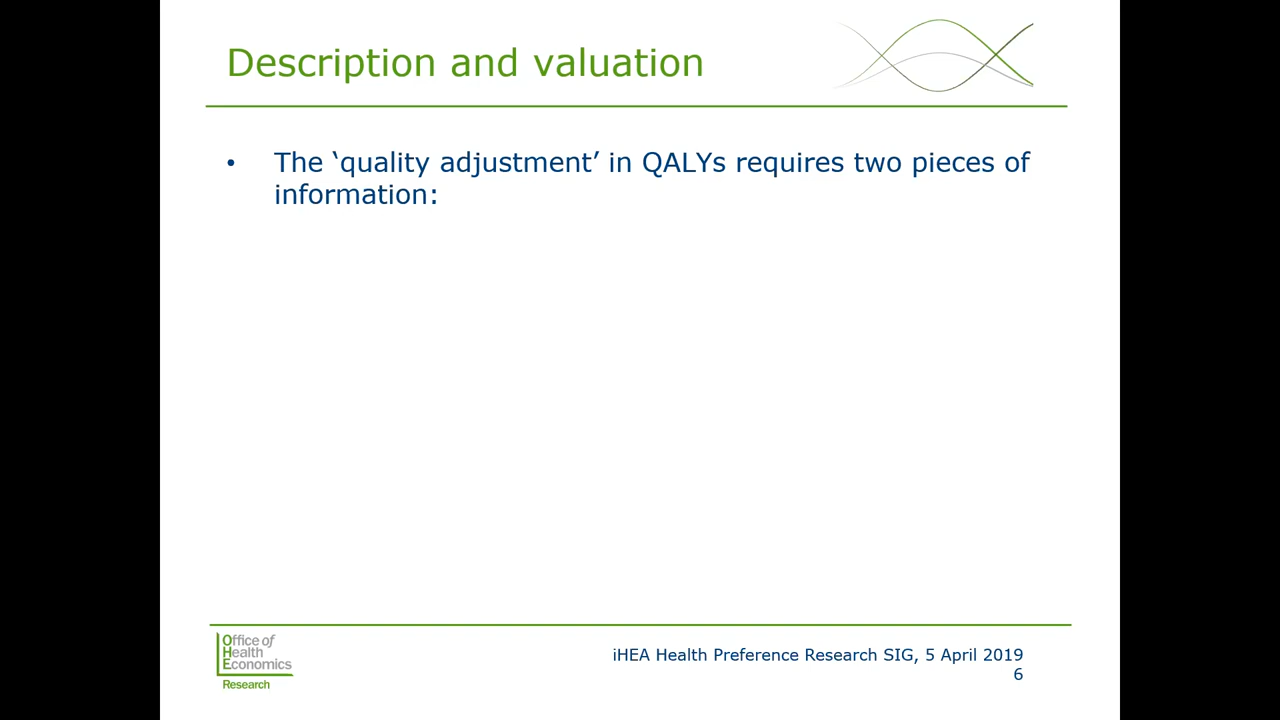 Description and valuation
• The ‘quality adjustment’ in QALYs requires two pieces of
information:
Office of
Health
Economics
Research
iHEA Health Preference Research SIG, 5 April 2019
6